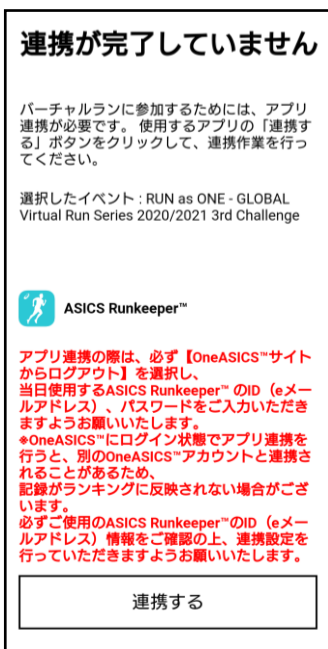 連携が完了していません
バーチャルランに参加するためには、アプリ
連携が必要です。 使用するアプリの「連携す
る」ボタンをクリックして、連携作業を行っ
てください。
選択したイベント : RUN as ONE - GLOBAL
Virtual Run Series 2020/2021 3rd Challenge
ASICS Runkeeper™
アプリ連携の際は、必ず【OneASICS™サイト
からログアウト】を選択し、
当日使用するASICS Runkeeper™ のID（eメー
ルアドレス）、パスワードをご入力いただき
ますようお願いいたします。
※OneASICS™にログイン状態でアプリ連携を
行うと、別のOneASICS™アカウントと連携さ
れることがあるため、
記録がランキングに反映されない場合がござ
います。
必ずご使用のASICS Runkeeper™のID（eメー
ルアドレス）情報をご確認の上、連携設定を
行っていただきますようお願いいたします。
連携する